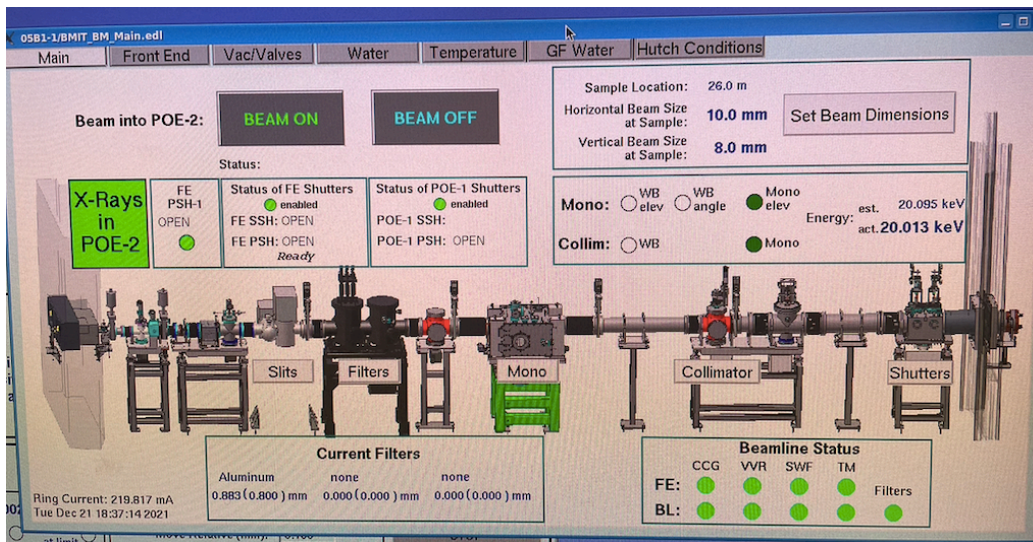 05B1-1/BMIT_BM_Main.edl
Main Front End Vac/Valves Water Temperature GF Water Hutch Conditions
Beam into POE-2: BEAM ON BEAM OFF
Sample Location: 26.0 m
Horizontal Beam Size
at Sample: 10.0 mm
Vertical Beam Size
at Sample: 8.0 mm
Set Beam Dimensions
Status:
X-Rays
in
POE-2
FE
PSH-1
OPEN
Status of FE Shutters
enabled
FE SSH: OPEN
FE PSH: OPEN
Ready
Status of POE-1 Shutters
enabled
POE-1 SSH:
POE-1 PSH: OPEN
Mono: WB
elev
WB
angle
Mono
elev
Energy: est. 20.095 keV
act. 20.013 keV
Collim: WB Mono
Slits Filters Mono Collimator Shutters
Current Filters
Aluminum none none
0.883(0.800) mm 0.000(0.000) mm 0.000(0.000) mm
Beamline Status
CCG VVR SWF TM
FE:
Filters
BL:
Ring Current: 219.817 mA
Tue Dec 21 18:37:14 2021
at limit